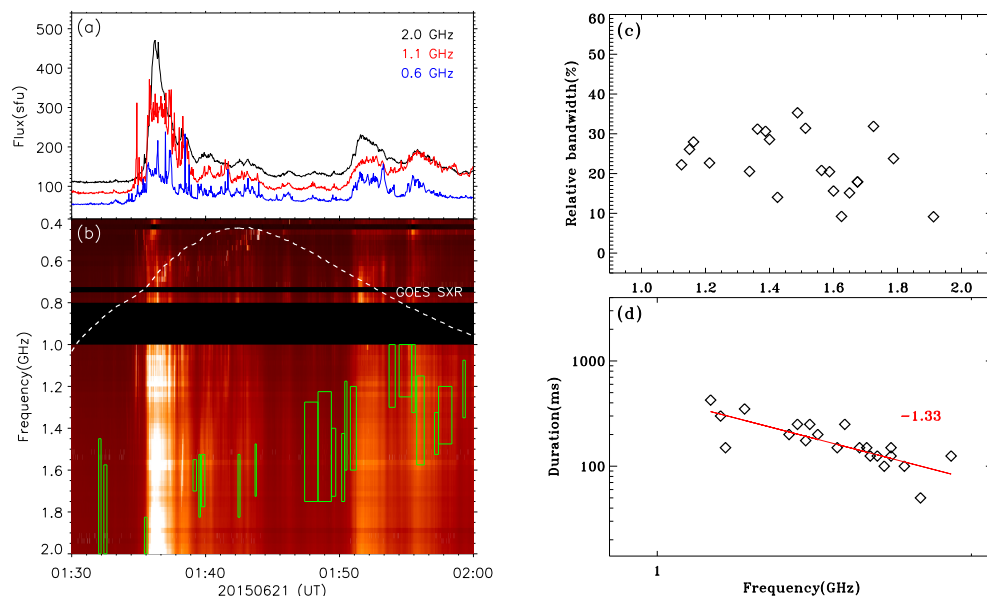 (a)
2.0 GHz
1.1 GHz
0.6 GHz
500
400
300
200
100
Flux(sfu)
(b)
GOES SXR
0.4
0.6
0.8
1.0
1.2
1.4
1.6
1.8
2.0
Frequency(GHz)
01:30 01:40 01:50 02:00
20150621 (UT)
(c)
60
50
40
30
20
10
0
Relative bandwidth(%)
1.0 1.2 1.4 1.6 1.8 2.0
(d)
-1.33
1000
100
Duration(ms)
1
Frequency(GHz)